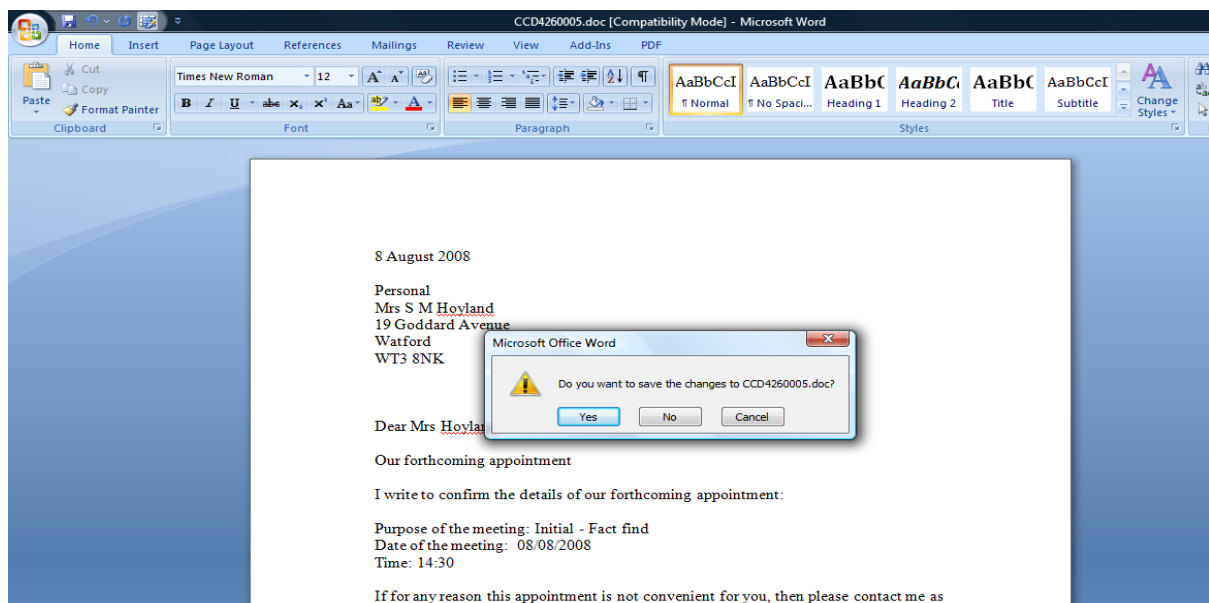 CCD4260005.doc [Compatibility Mode] - Microsoft Word
Home Insert Page Layout References Mailings Review View Add-Ins PDF
Cut
Copy
Paste
Format Painter
Clipboard
Times New Roman 12
B I U abc X₂ X² Aa
Font
Paragraph
AaBbCcI AaBbCcI AaBbC AaBbCc AaBbC AaBbCcI
¶ Normal ¶ No Spaci... Heading 1 Heading 2 Title Subtitle
Change
Styles
Styles
8 August 2008
Personal
Mrs S M Hoyland
19 Goddard Avenue
Watford
WT3 8NK
Microsoft Office Word
Do you want to save the changes to CCD4260005.doc?
Yes No Cancel
Dear Mrs Hoylan
Our forthcoming appointment
I write to confirm the details of our forthcoming appointment:
Purpose of the meeting: Initial - Fact find
Date of the meeting: 08/08/2008
Time: 14:30
If for any reason this appointment is not convenient for you, then please contact me as